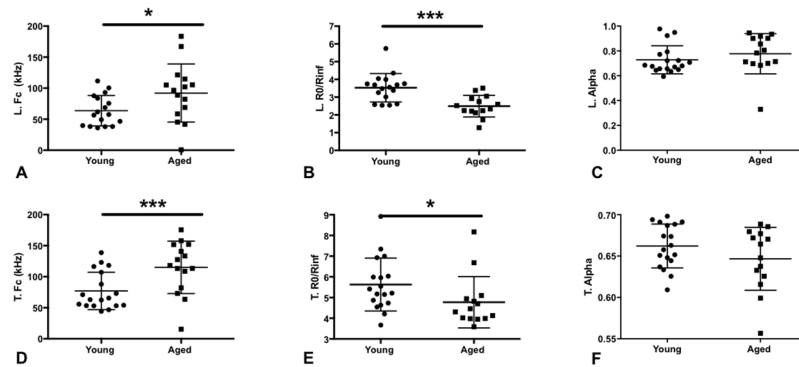 * *** 
200 7 1.0
150 6 0.8
L. Fc (kHz) 100 L. R0/Rinf 5 L. Alpha 0.6
50 4 0.4
3 0.2
2
0 1 0.0
Young Aged Young Aged Young Aged
A B C
*** *
200 9 0.70
150 8
T. Fc (kHz) 100 T. R0/Rinf 7 T. Alpha 0.65
50 6 0.60
5
4
0 3 0.55
Young Aged Young Aged Young Aged
D E F